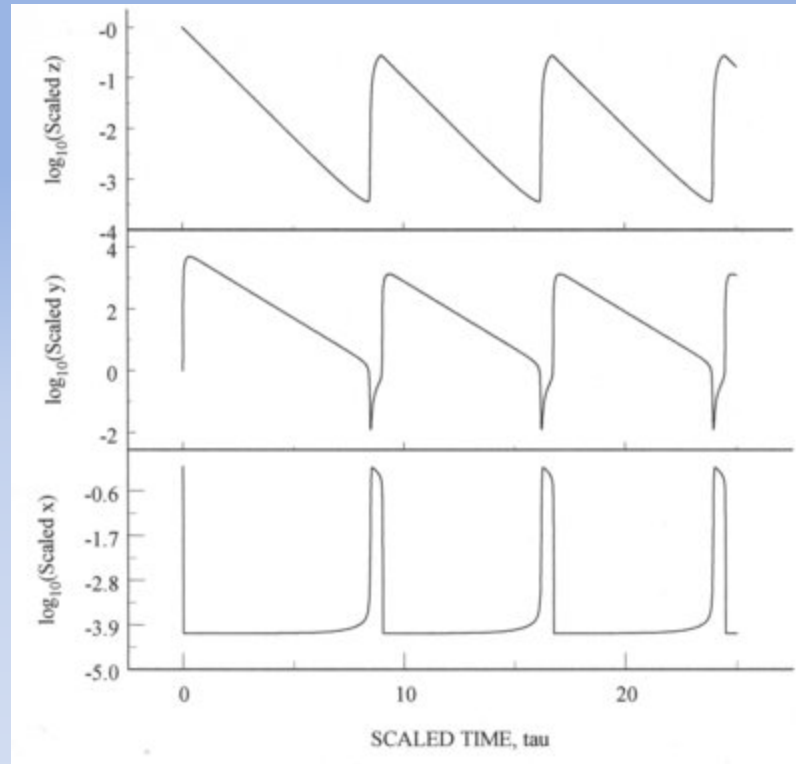 log₁₀(Scaled z)
-0
-1
-2
-3
-4
log₁₀(Scaled y)
4
2
0
-2
log₁₀(Scaled x)
-0.6
-1.7
-2.8
-3.9
-5.0
0 10 20
SCALED TIME, tau